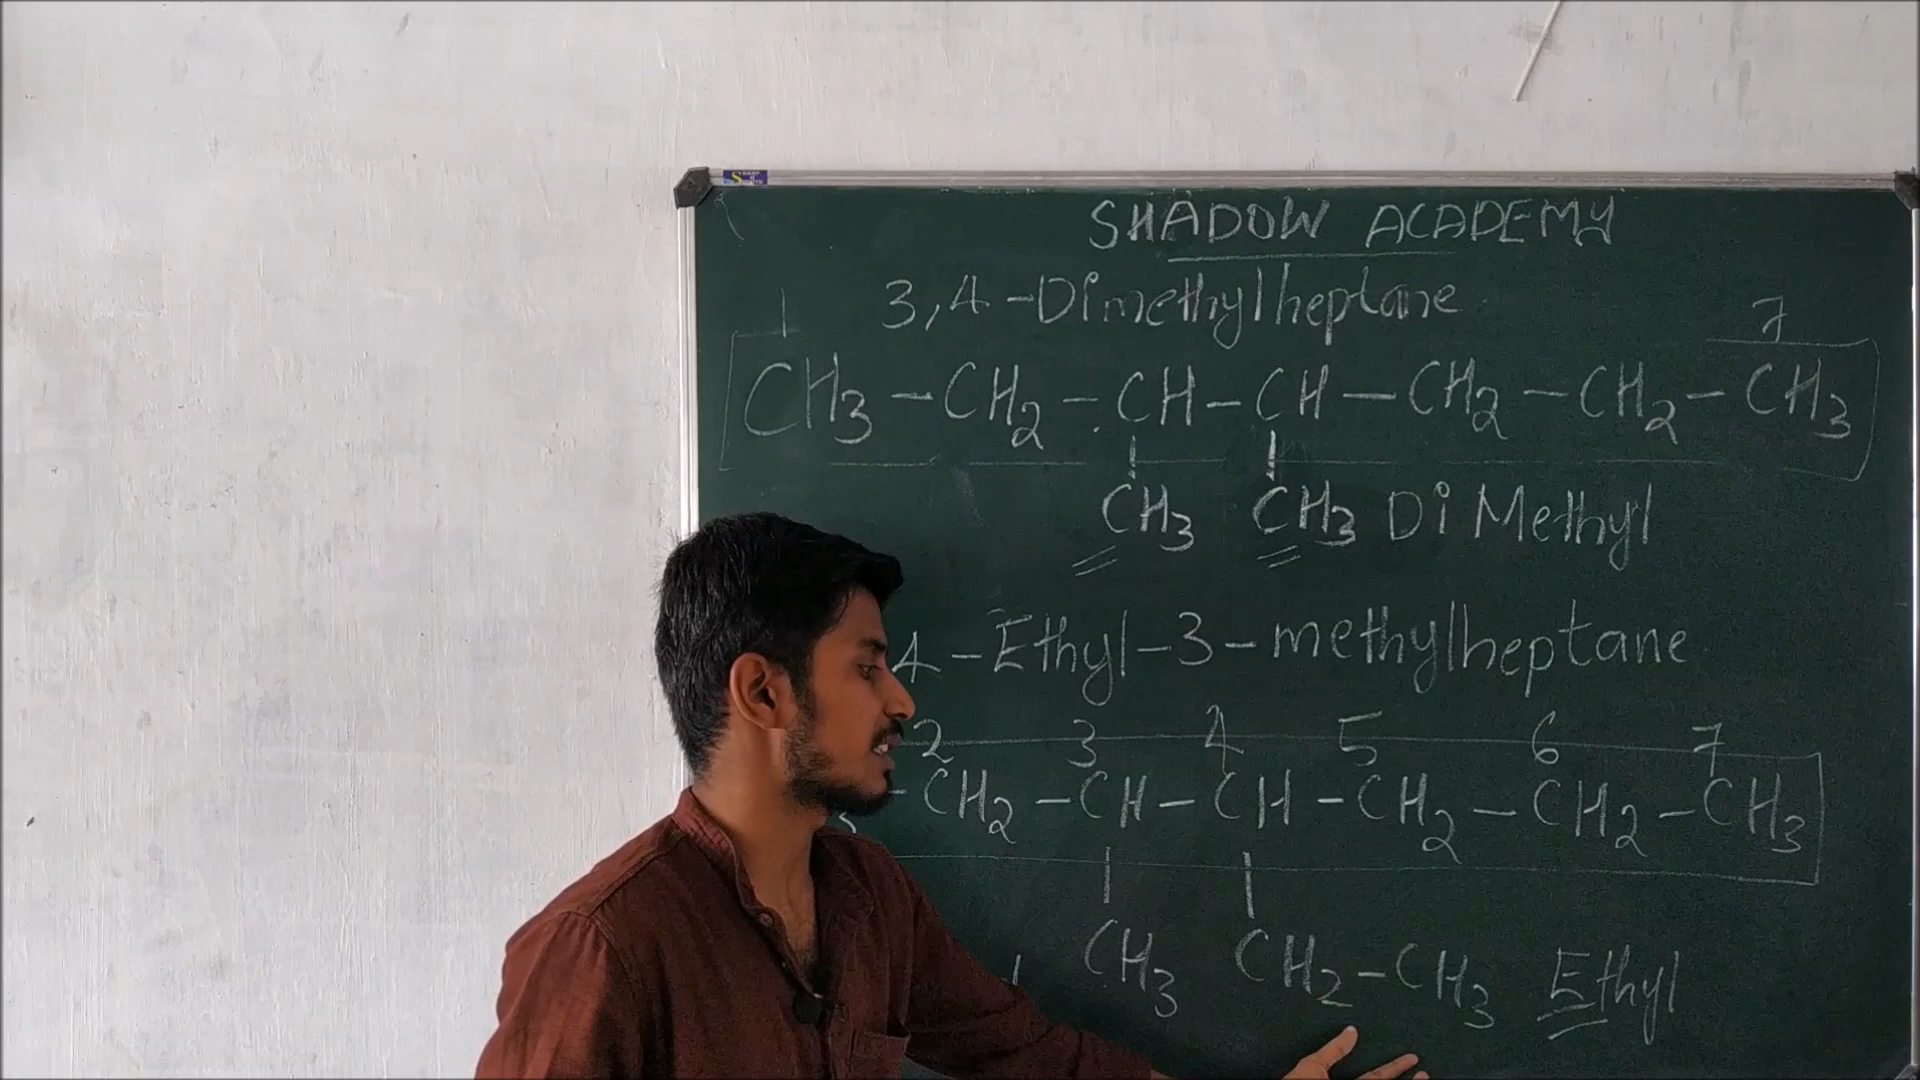 SHADOW ACADEMY
3,4-Dimethylheptane
1 7
CH3-CH2-CH-CH-CH2-CH2-CH3
CH3 CH3 Di Methyl
4-Ethyl-3-methylheptane
2 3 4 5 6 7
-CH2-CH-CH-CH2-CH2-CH3
CH3 CH2-CH3 Ethyl